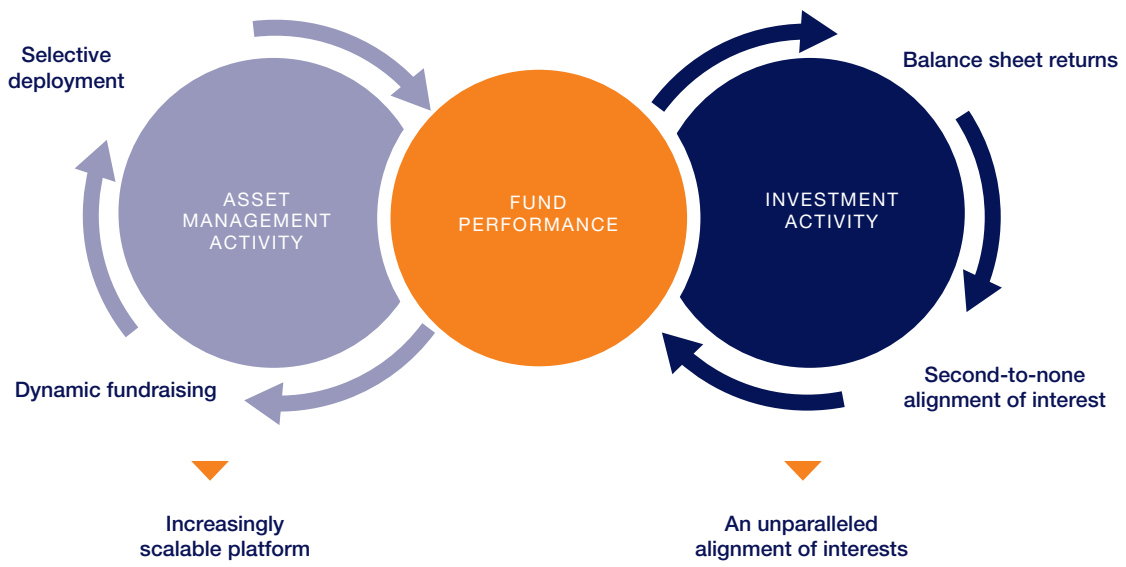 Selective
deployment
Balance sheet returns
ASSET
MANAGEMENT
ACTIVITY
FUND
PERFORMANCE
INVESTMENT
ACTIVITY
Dynamic fundraising
Second-to-none
alignment of interest
Increasingly
scalable platform
An unparalleled
alignment of interests